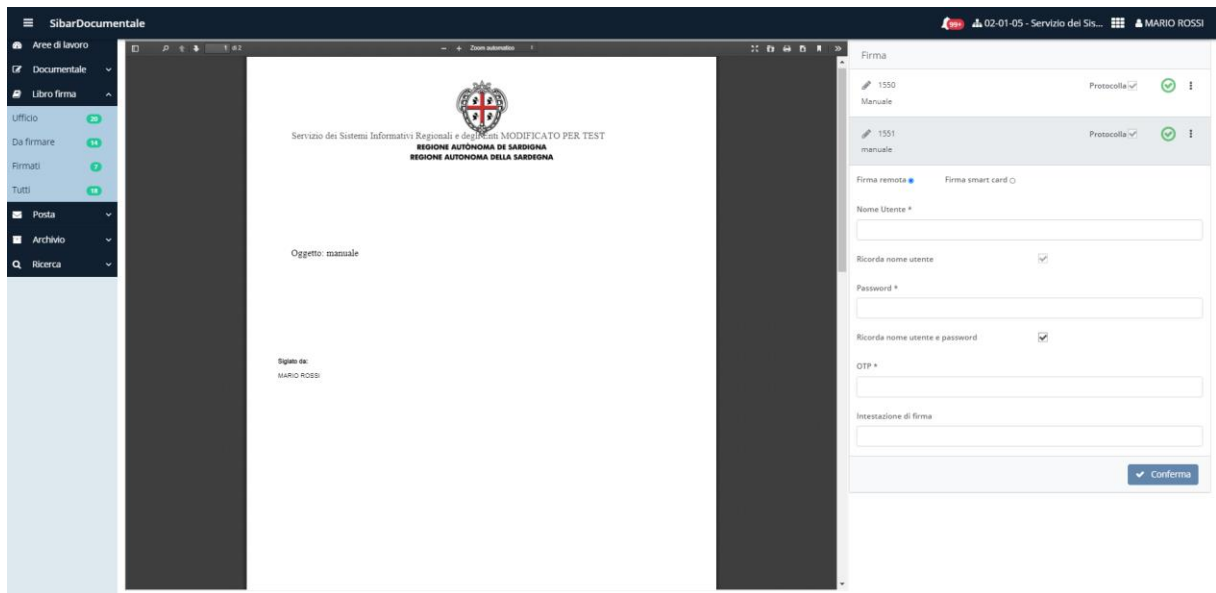 SibarDocumentale
99+ 02-01-05 - Servizio dei Sis... MARIO ROSSI
Aree di lavoro
Documentale
Libro firma
Ufficio
Da firmare
Firmati
Tutti
Posta
Archivio
Ricerca
1 di 2
Zoom automatico
Servizio dei Sistemi Informativi Regionali e degli Enti MODIFICATO PER TEST
REGIONE AUTÒNOMA DE SARDIGNA
REGIONE AUTONOMA DELLA SARDEGNA
Oggetto: manuale
Siglato da:
MARIO ROSSI
Firma
1550 Protocolla
Manuale
1551 Protocolla
manuale
Firma remota Firma smart card
Nome Utente *
Ricorda nome utente
Password *
Ricorda nome utente e password
OTP *
Intestazione di firma
Conferma